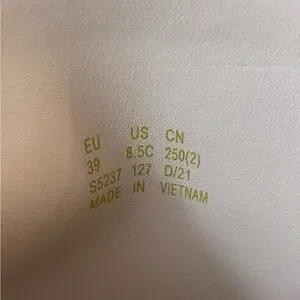 EU US CN
39 8.5C 250(2)
S5237 127 D/21
MADE IN VIETNAM